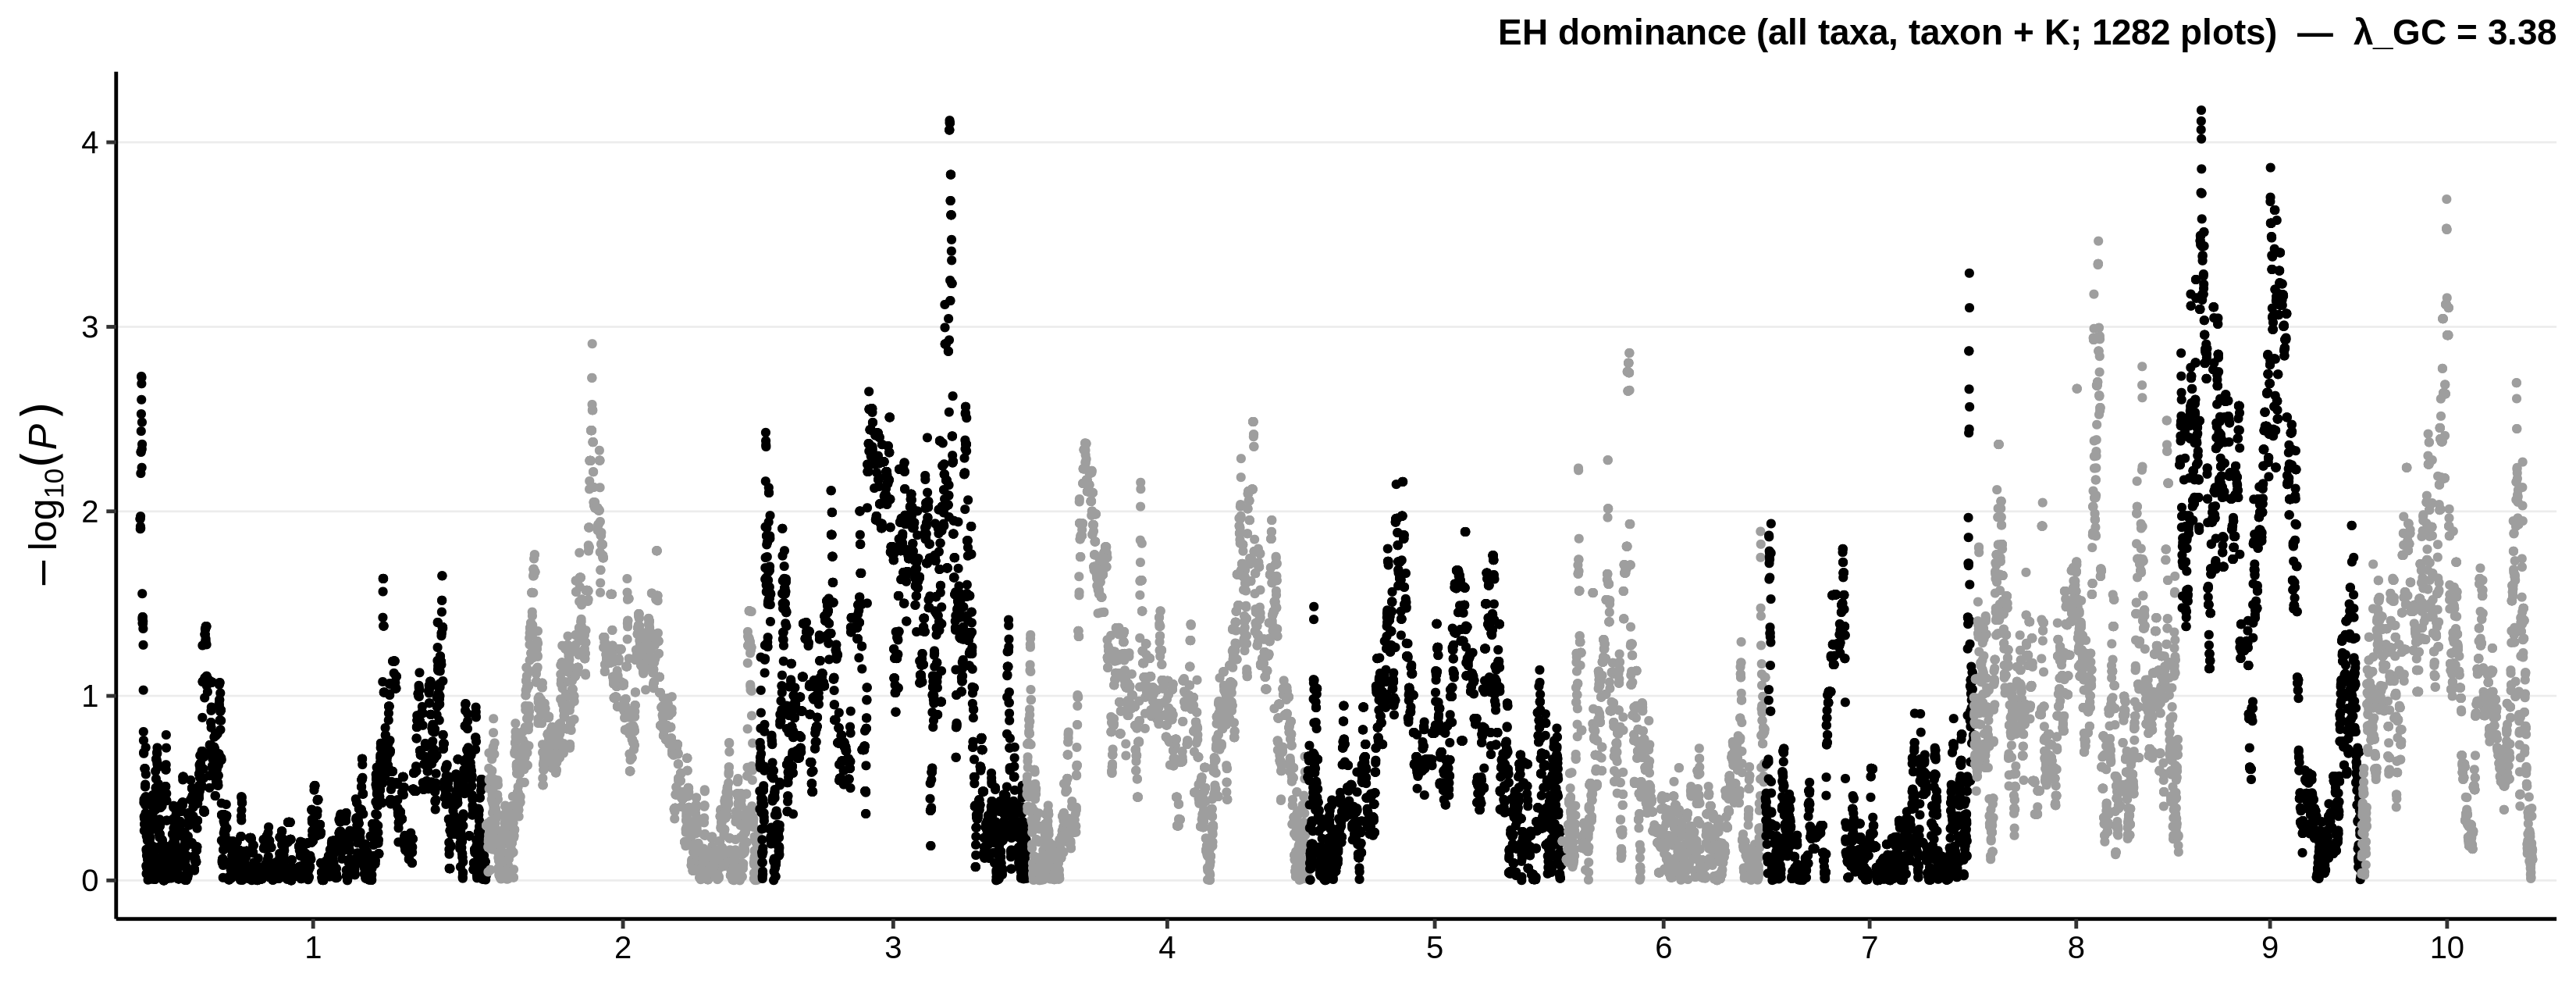 EH dominance (all taxa, taxon + K; 1282 plots) — λ_GC = 3.38
− log10(P)
4
3
2
1
0
1 2 3 4 5 6 7 8 9 10